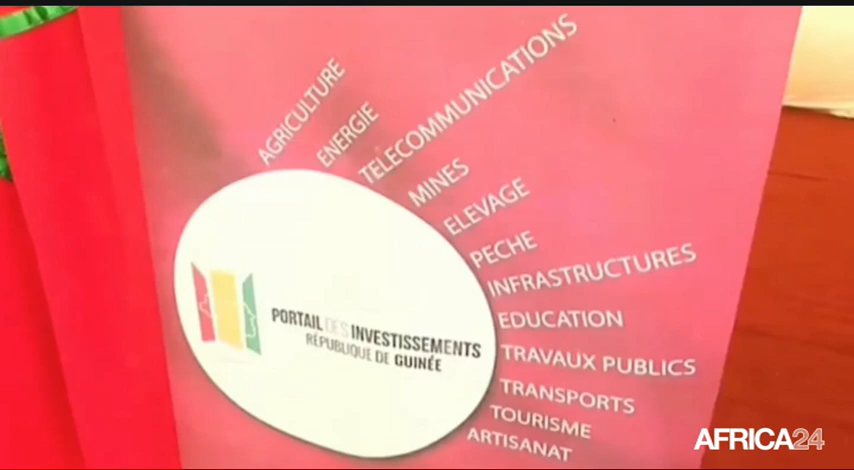 AGRICULTURE
ENERGIE
TELECOMMUNICATIONS
MINES
ELEVAGE
PECHE
INFRASTRUCTURES
EDUCATION
TRAVAUX PUBLICS
TRANSPORTS
TOURISME
ARTISANAT
PORTAIL DES INVESTISSEMENTS
RÉPUBLIQUE DE GUINÉE
AFRICA24